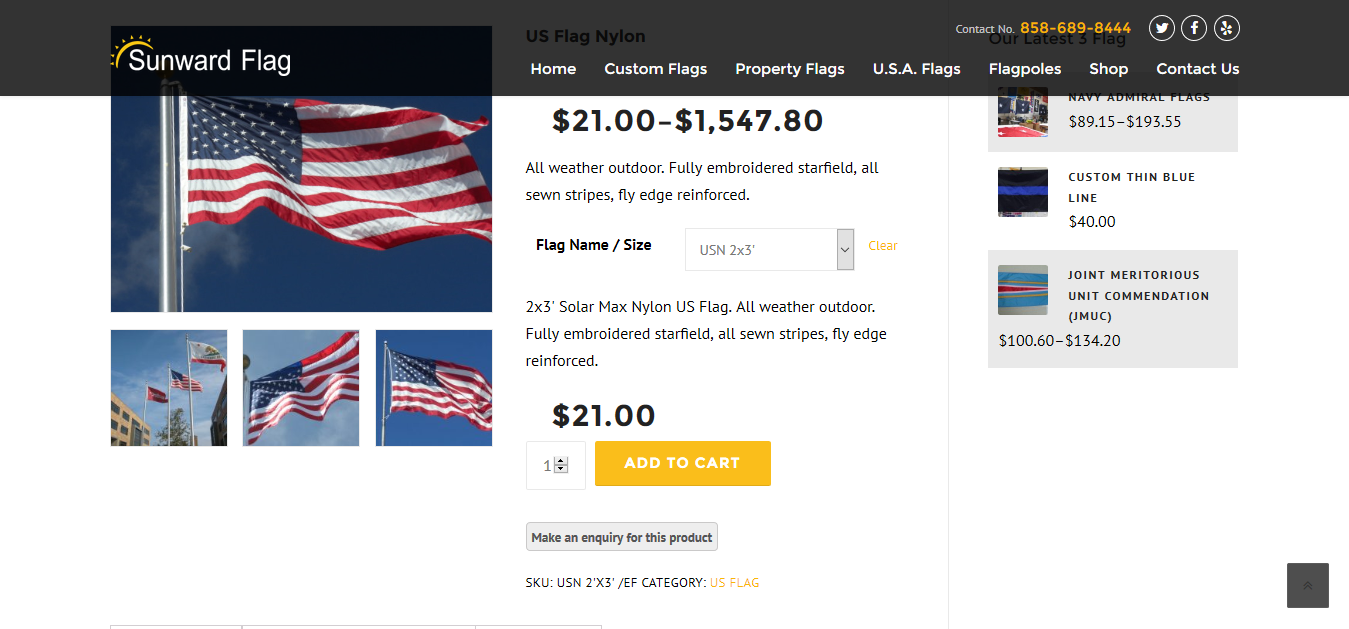 Contact No. 858-689-8444
Sunward Flag
Home Custom Flags Property Flags U.S.A. Flags Flagpoles Shop Contact Us
US Flag Nylon
$21.00–$1,547.80
All weather outdoor. Fully embroidered starfield, all
sewn stripes, fly edge reinforced.
Flag Name / Size USN 2x3' Clear
2x3' Solar Max Nylon US Flag. All weather outdoor.
Fully embroidered starfield, all sewn stripes, fly edge
reinforced.
$21.00
1 ADD TO CART
Make an enquiry for this product
SKU: USN 2'X3' /EF CATEGORY: US FLAG
Our Latest 3 Flag
NAVY ADMIRAL FLAGS
$89.15–$193.55
CUSTOM THIN BLUE
LINE
$40.00
JOINT MERITORIOUS
UNIT COMMENDATION
(JMUC)
$100.60–$134.20